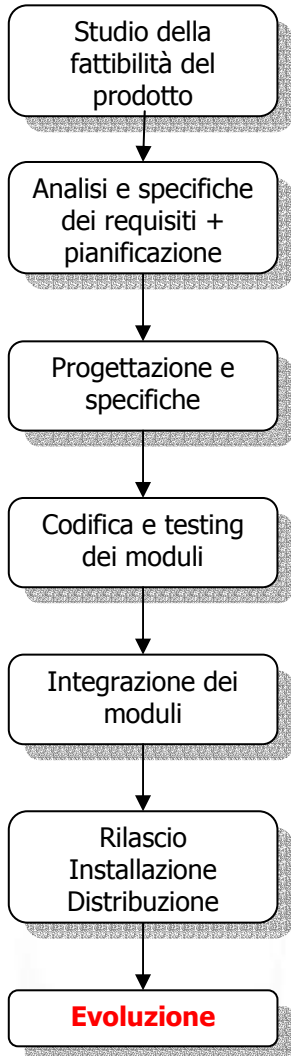 Studio della
fattibilità del
prodotto
Analisi e specifiche
dei requisiti +
pianificazione
Progettazione e
specifiche
Codifica e testing
dei moduli
Integrazione dei
moduli
Rilascio
Installazione
Distribuzione
Evoluzione